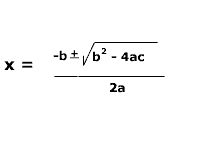 x = -b ± √(b² - 4ac)
2a